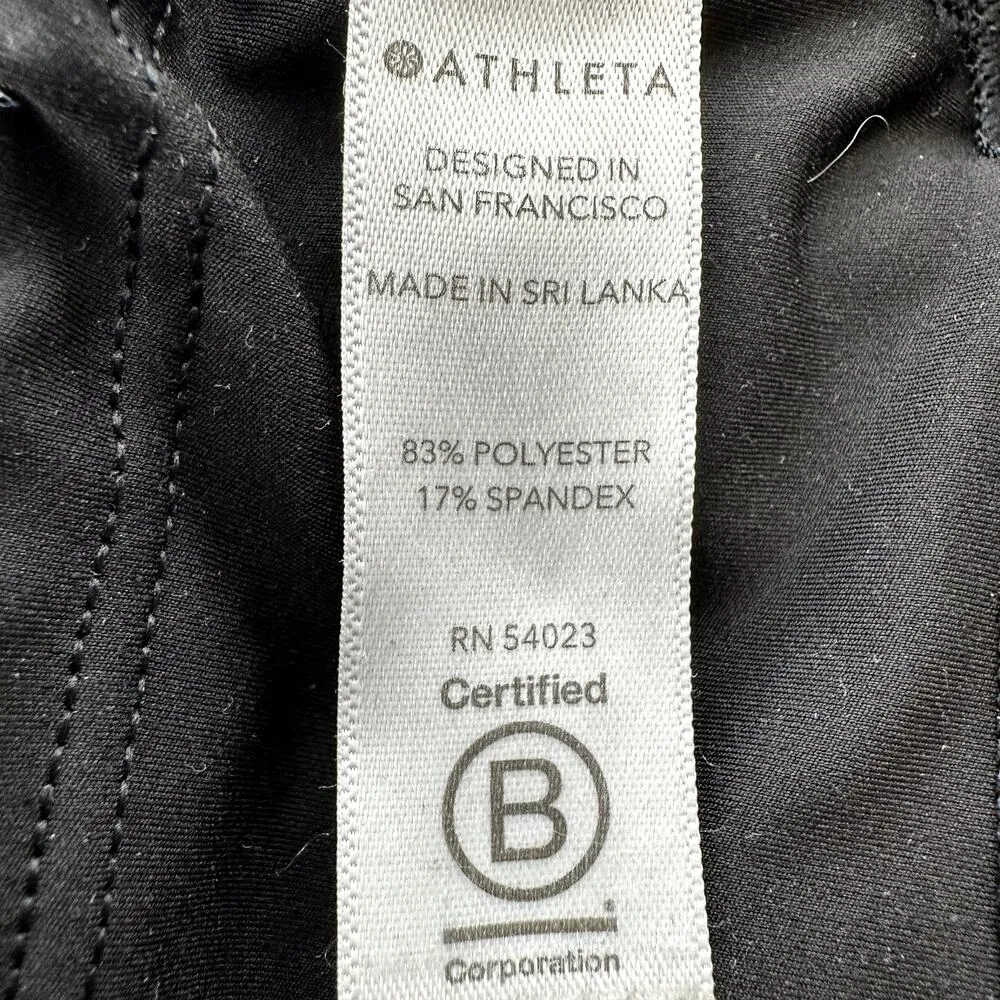 ATHLETA
DESIGNED IN
SAN FRANCISCO
MADE IN SRI LANKA
83% POLYESTER
17% SPANDEX
RN 54023
Certified
B
Corporation